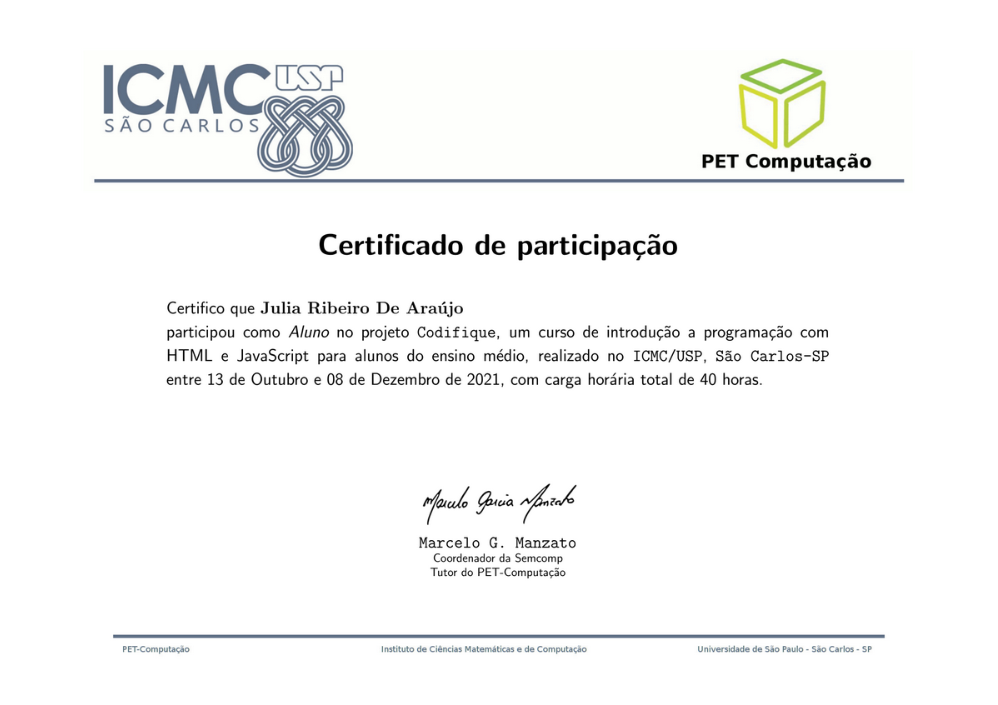 ICMC USP
SÃO CARLOS
PET Computação
Certificado de participação
Certifico que Julia Ribeiro De Araújo
participou como Aluno no projeto Codifique, um curso de introdução a programação com
HTML e JavaScript para alunos do ensino médio, realizado no ICMC/USP, São Carlos-SP
entre 13 de Outubro e 08 de Dezembro de 2021, com carga horária total de 40 horas.
Marcelo Garcia Manzato
Marcelo G. Manzato
Coordenador da Semcomp
Tutor do PET-Computação
PET-Computação
Instituto de Ciências Matemáticas e de Computação
Universidade de São Paulo - São Carlos - SP